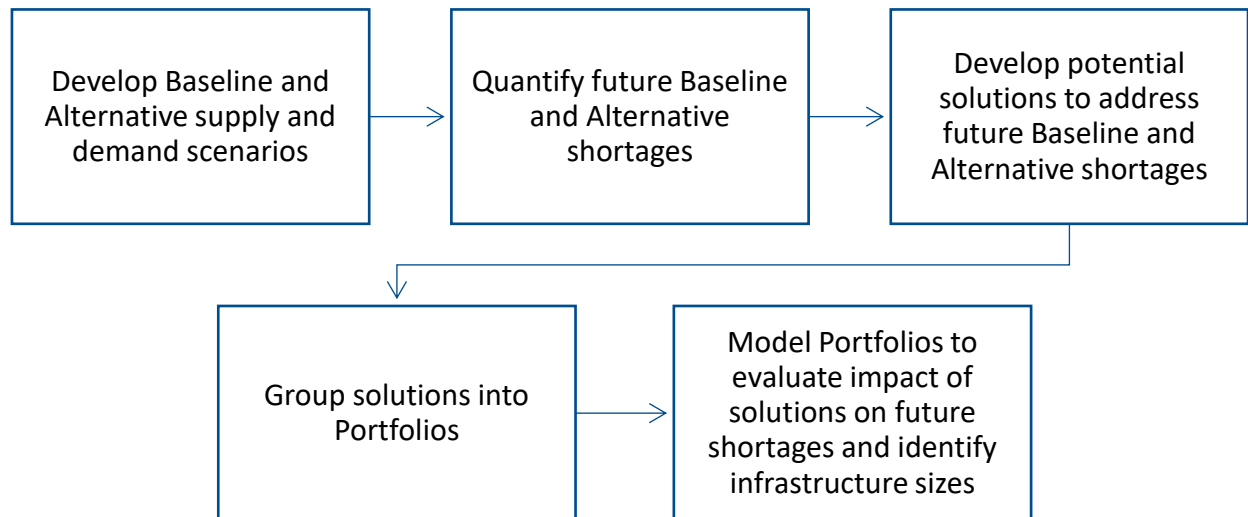 Develop Baseline and
Alternative supply and
demand scenarios
Quantify future Baseline
and Alternative
shortages
Develop potential
solutions to address
future Baseline and
Alternative shortages
Group solutions into
Portfolios
Model Portfolios to
evaluate impact of
solutions on future
shortages and identify
infrastructure sizes